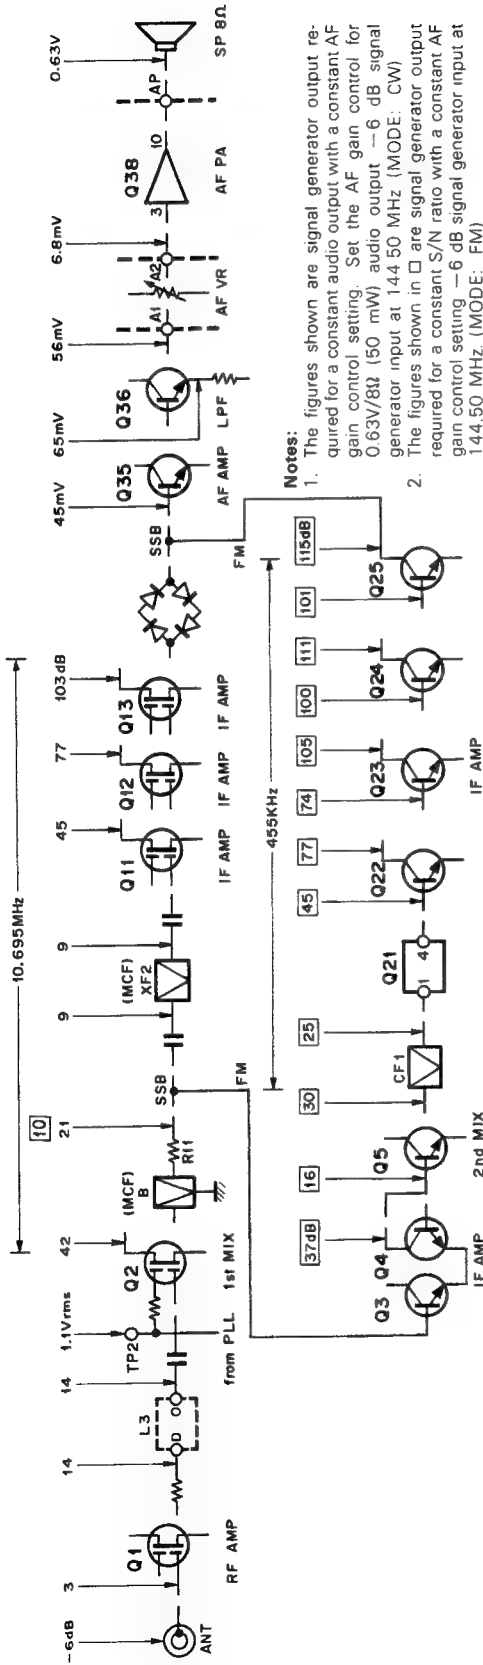 -6dB
3
14
14
1.1Vrms
42
10
21
9
9
45
77
103dB
45mV
65mV
56mV
6.8mV
0.63V
10.695MHz
TP2
L3
D
O
(MCF)
B
R11
SSB
FM
(MCF)
XF2
Q1
Q2
Q11
Q12
Q13
SSB
FM
Q35
Q36
A1
A2
3
Q38
10
AP
ANT
RF AMP
from PLL
1st MIX
IF AMP
IF AMP
IF AMP
AF AMP
LPF
AF VR
AF PA
SP 8Ω
455KHz
37dB
16
30
25
45
77
74
105
100
111
101
115dB
Q3
Q4
Q5
CF1
1
4
Q21
Q22
Q23
Q24
Q25
IF AMP
2nd MIX
IF AMP
Notes:
1. The figures shown are signal generator output re-
quired for a constant audio output with a constant AF
gain control setting. Set the AF gain control for
0.63V/8Ω (50 mW) audio output −6 dB signal
generator input at 144 50 MHz (MODE: CW)
2. The figures shown in □ are signal generator output
required for a constant S/N ratio with a constant AF
gain control setting −6 dB signal generator input at
144.50 MHz. (MODE: FM)